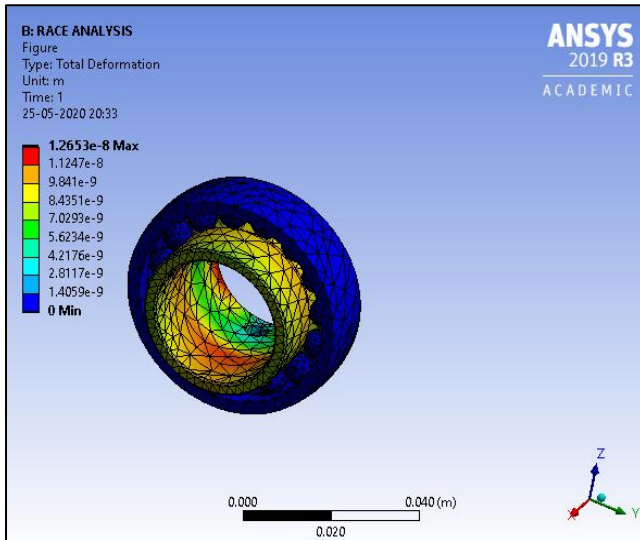 B: RACE ANALYSIS
Figure
Type: Total Deformation
Unit: m
Time: 1
25-05-2020 20:33
1.2653e-8 Max
1.1247e-8
9.841e-9
8.4351e-9
7.0293e-9
5.6234e-9
4.2176e-9
2.8117e-9
1.4059e-9
0 Min
ANSYS
2019 R3
ACADEMIC
0.000
0.040 (m)
0.020
Z
X
Y